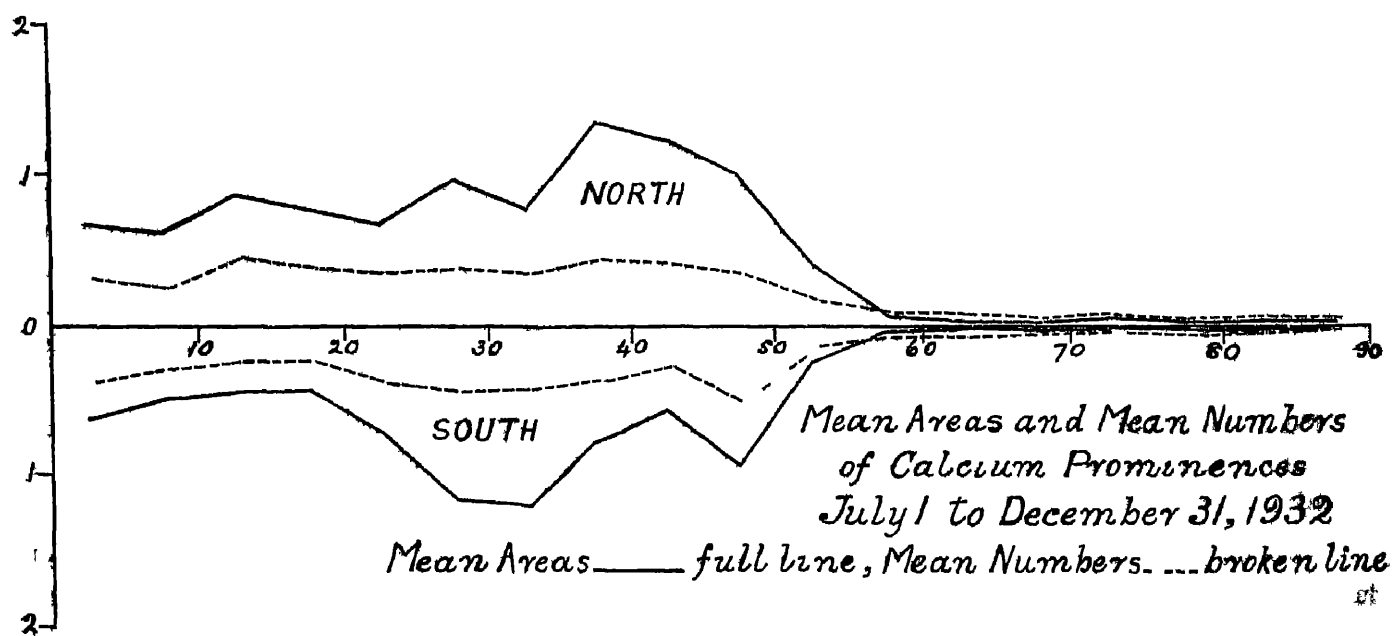 2
1
NORTH
0
10 20 30 40 50 60 70 80 90
SOUTH
1
2
Mean Areas and Mean Numbers
of Calcium Prominences
July 1 to December 31, 1932
Mean Areas full line, Mean Numbers broken line